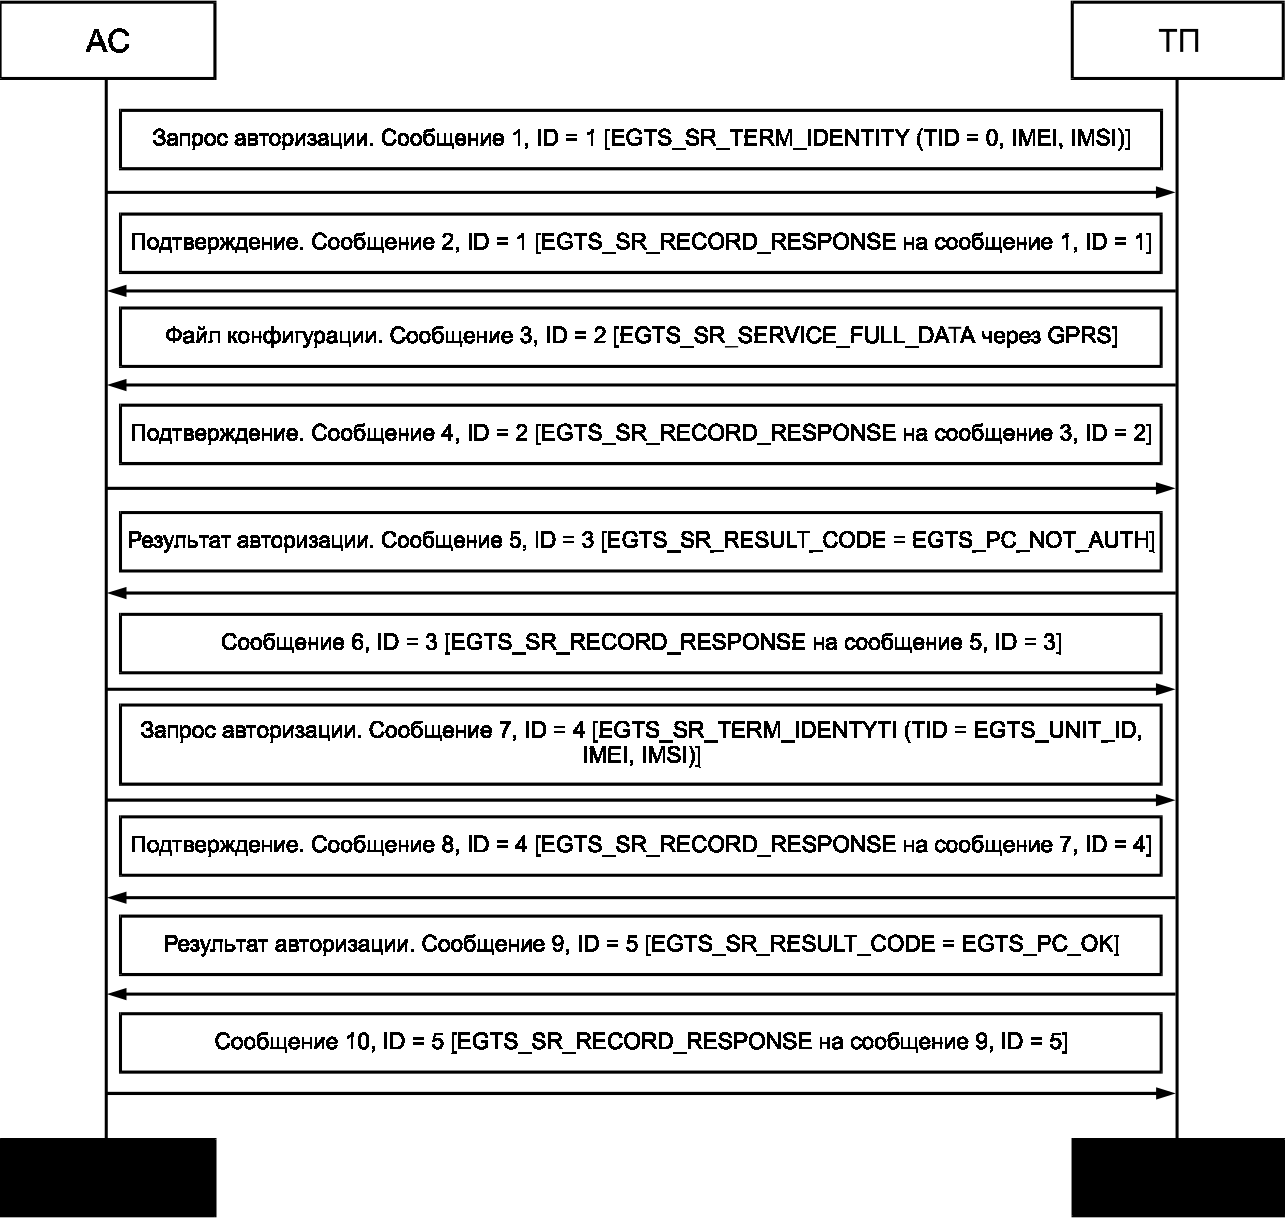 АС
ТП
Запрос авторизации. Сообщение 1, ID = 1 [EGTS_SR_TERM_IDENTITY (TID = 0, IMEI, IMSI)]
Подтверждение. Сообщение 2, ID = 1 [EGTS_SR_RECORD_RESPONSE на сообщение 1, ID = 1]
Файл конфигурации. Сообщение 3, ID = 2 [EGTS_SR_SERVICE_FULL_DATA через GPRS]
Подтверждение. Сообщение 4, ID = 2 [EGTS_SR_RECORD_RESPONSE на сообщение 3, ID = 2]
Результат авторизации. Сообщение 5, ID = 3 [EGTS_SR_RESULT_CODE = EGTS_PC_NOT_AUTH]
Сообщение 6, ID = 3 [EGTS_SR_RECORD_RESPONSE на сообщение 5, ID = 3]
Запрос авторизации. Сообщение 7, ID = 4 [EGTS_SR_TERM_IDENTYTI (TID = EGTS_UNIT_ID,
IMEI, IMSI)]
Подтверждение. Сообщение 8, ID = 4 [EGTS_SR_RECORD_RESPONSE на сообщение 7, ID = 4]
Результат авторизации. Сообщение 9, ID = 5 [EGTS_SR_RESULT_CODE = EGTS_PC_OK]
Сообщение 10, ID = 5 [EGTS_SR_RECORD_RESPONSE на сообщение 9, ID = 5]